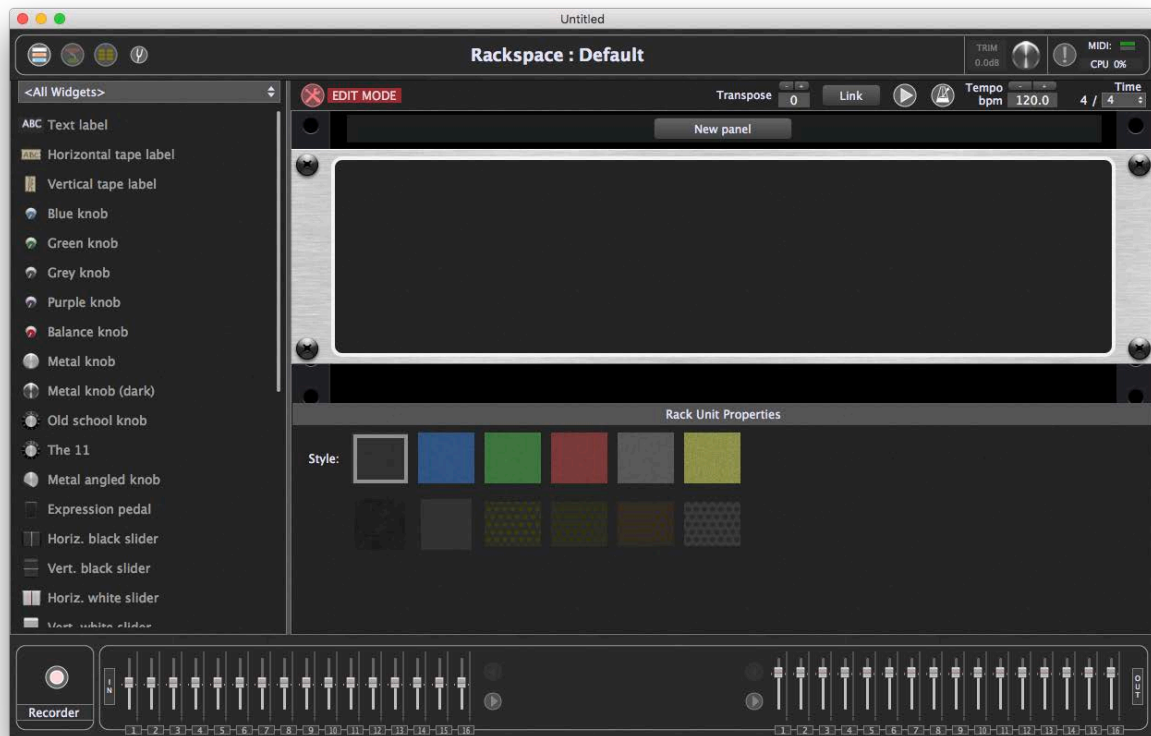 Untitled
Rackspace : Default
TRIM
0.0dB
MIDI:
CPU 0%
<All Widgets>
EDIT MODE
Transpose
- +
0
Link
Tempo
bpm
- +
120.0
Time
4 / 4
New panel
ABC Text label
ABC Horizontal tape label
Vertical tape label
Blue knob
Green knob
Grey knob
Purple knob
Balance knob
Metal knob
Metal knob (dark)
Old school knob
The 11
Metal angled knob
Expression pedal
Horiz. black slider
Vert. black slider
Horiz. white slider
Vert. white slider
Rack Unit Properties
Style:
Recorder
IN
1 2 3 4 5 6 7 8 9 10 11 12 13 14 15 16
1 2 3 4 5 6 7 8 9 10 11 12 13 14 15 16
OUT